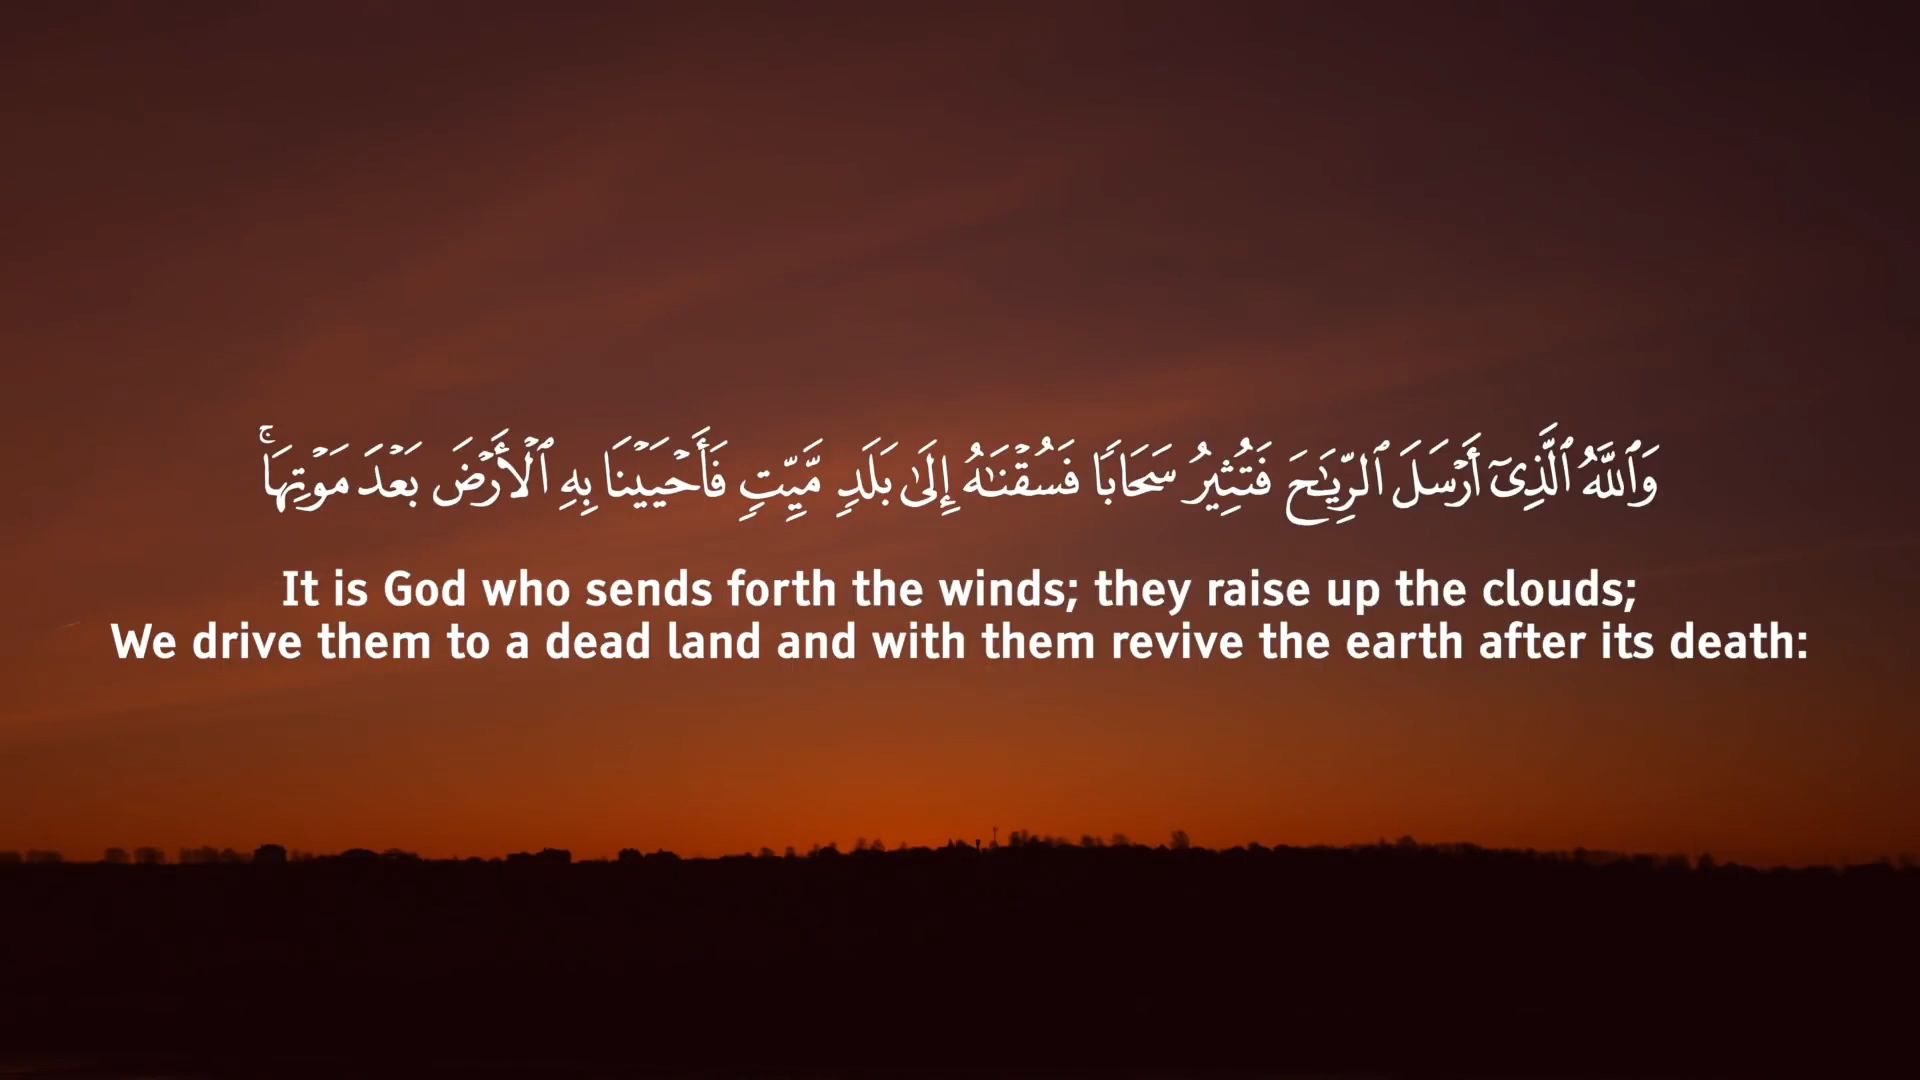 وَٱللَّهُ ٱلَّذِىٓ أَرْسَلَ ٱلرِّيَـٰحَ فَتُثِيرُ سَحَابًا فَسُقْنَـٰهُ إِلَىٰ بَلَدٍ مَّيِّتٍ فَأَحْيَيْنَا بِهِ ٱلْأَرْضَ بَعْدَ مَوْتِهَا ۚ
It is God who sends forth the winds; they raise up the clouds;
We drive them to a dead land and with them revive the earth after its death: